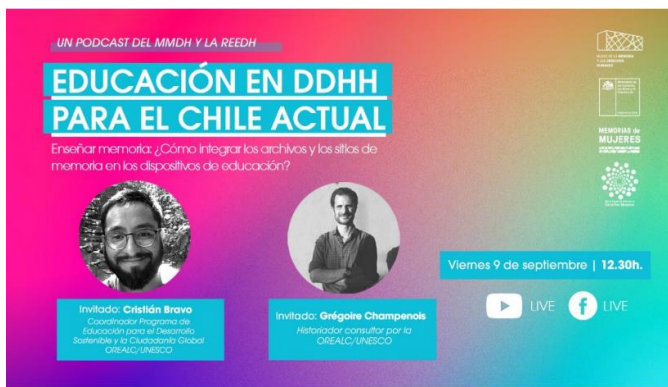 UN PODCAST DEL MMDH Y LA REEDH
EDUCACIÓN EN DDHH
PARA EL CHILE ACTUAL
Enseñar memoria: ¿Cómo integrar los archivos y los sitios de
memoria en los dispositivos de educación?
Invitado: Cristián Bravo
Coordinador Programa de
Educación para el Desarrollo
Sostenible y la Ciudadanía Global
OREALC/UNESCO
Invitado: Grégoire Champenois
Historiador consultor por la
OREALC/UNESCO
Viernes 9 de septiembre | 12.30h.
LIVE
LIVE
MEMORIAS de
MUJERES